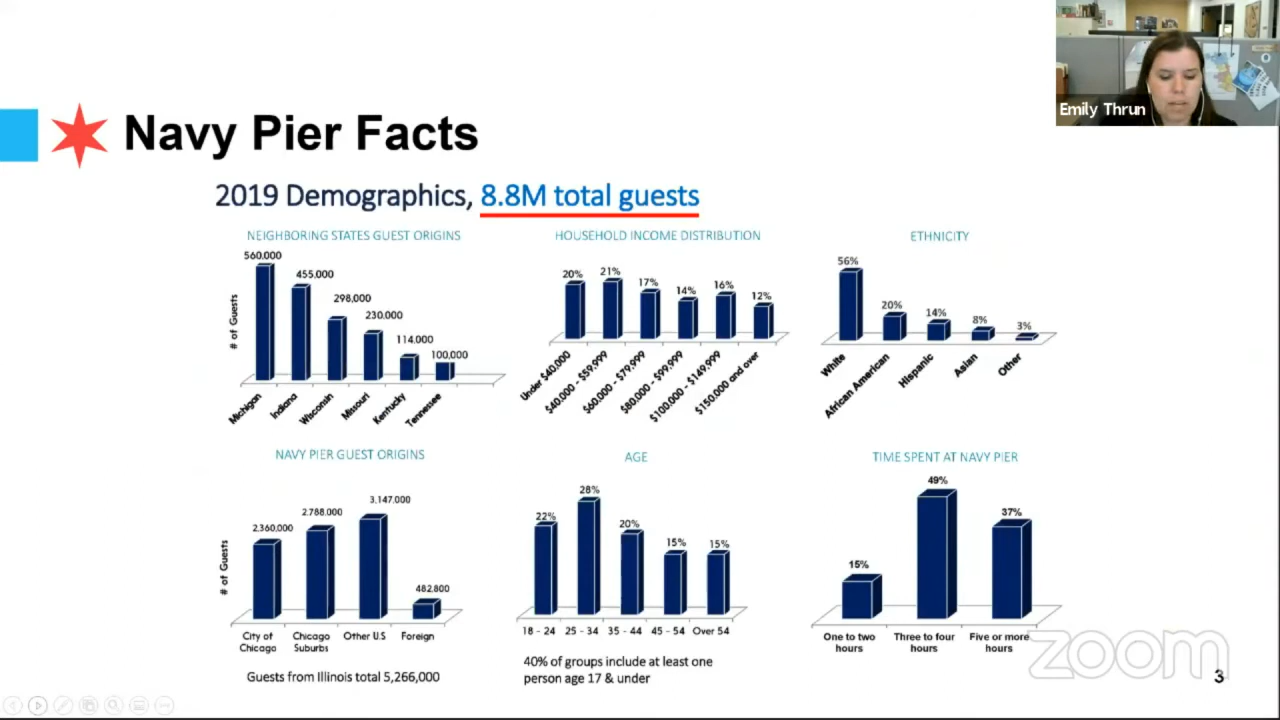 Emily Thrun
Navy Pier Facts
2019 Demographics, 8.8M total guests
NEIGHBORING STATES GUEST ORIGINS
560,000
455,000
298,000
230,000
114,000
100,000
# of Guests
Michigan
Indiana
Wisconsin
Missouri
Kentucky
Tennessee
HOUSEHOLD INCOME DISTRIBUTION
20%
21%
17%
14%
16%
12%
Under $40,000
$40,000 - $59,999
$60,000 - $79,999
$80,000 - $99,999
$100,000 - $149,999
$150,000 and over
ETHNICITY
56%
20%
14%
8%
3%
White
African American
Hispanic
Asian
Other
NAVY PIER GUEST ORIGINS
2,360,000
2,788,000
3,147,000
482,800
# of Guests
City of
Chicago
Chicago
Suburbs
Other U.S
Foreign
Guests from Illinois total 5,266,000
AGE
22%
28%
20%
15%
15%
18 - 24
25 - 34
35 - 44
45 - 54
Over 54
40% of groups include at least one
person age 17 & under
TIME SPENT AT NAVY PIER
15%
49%
37%
One to two
hours
Three to four
hours
Five or more
hours
zoom
3